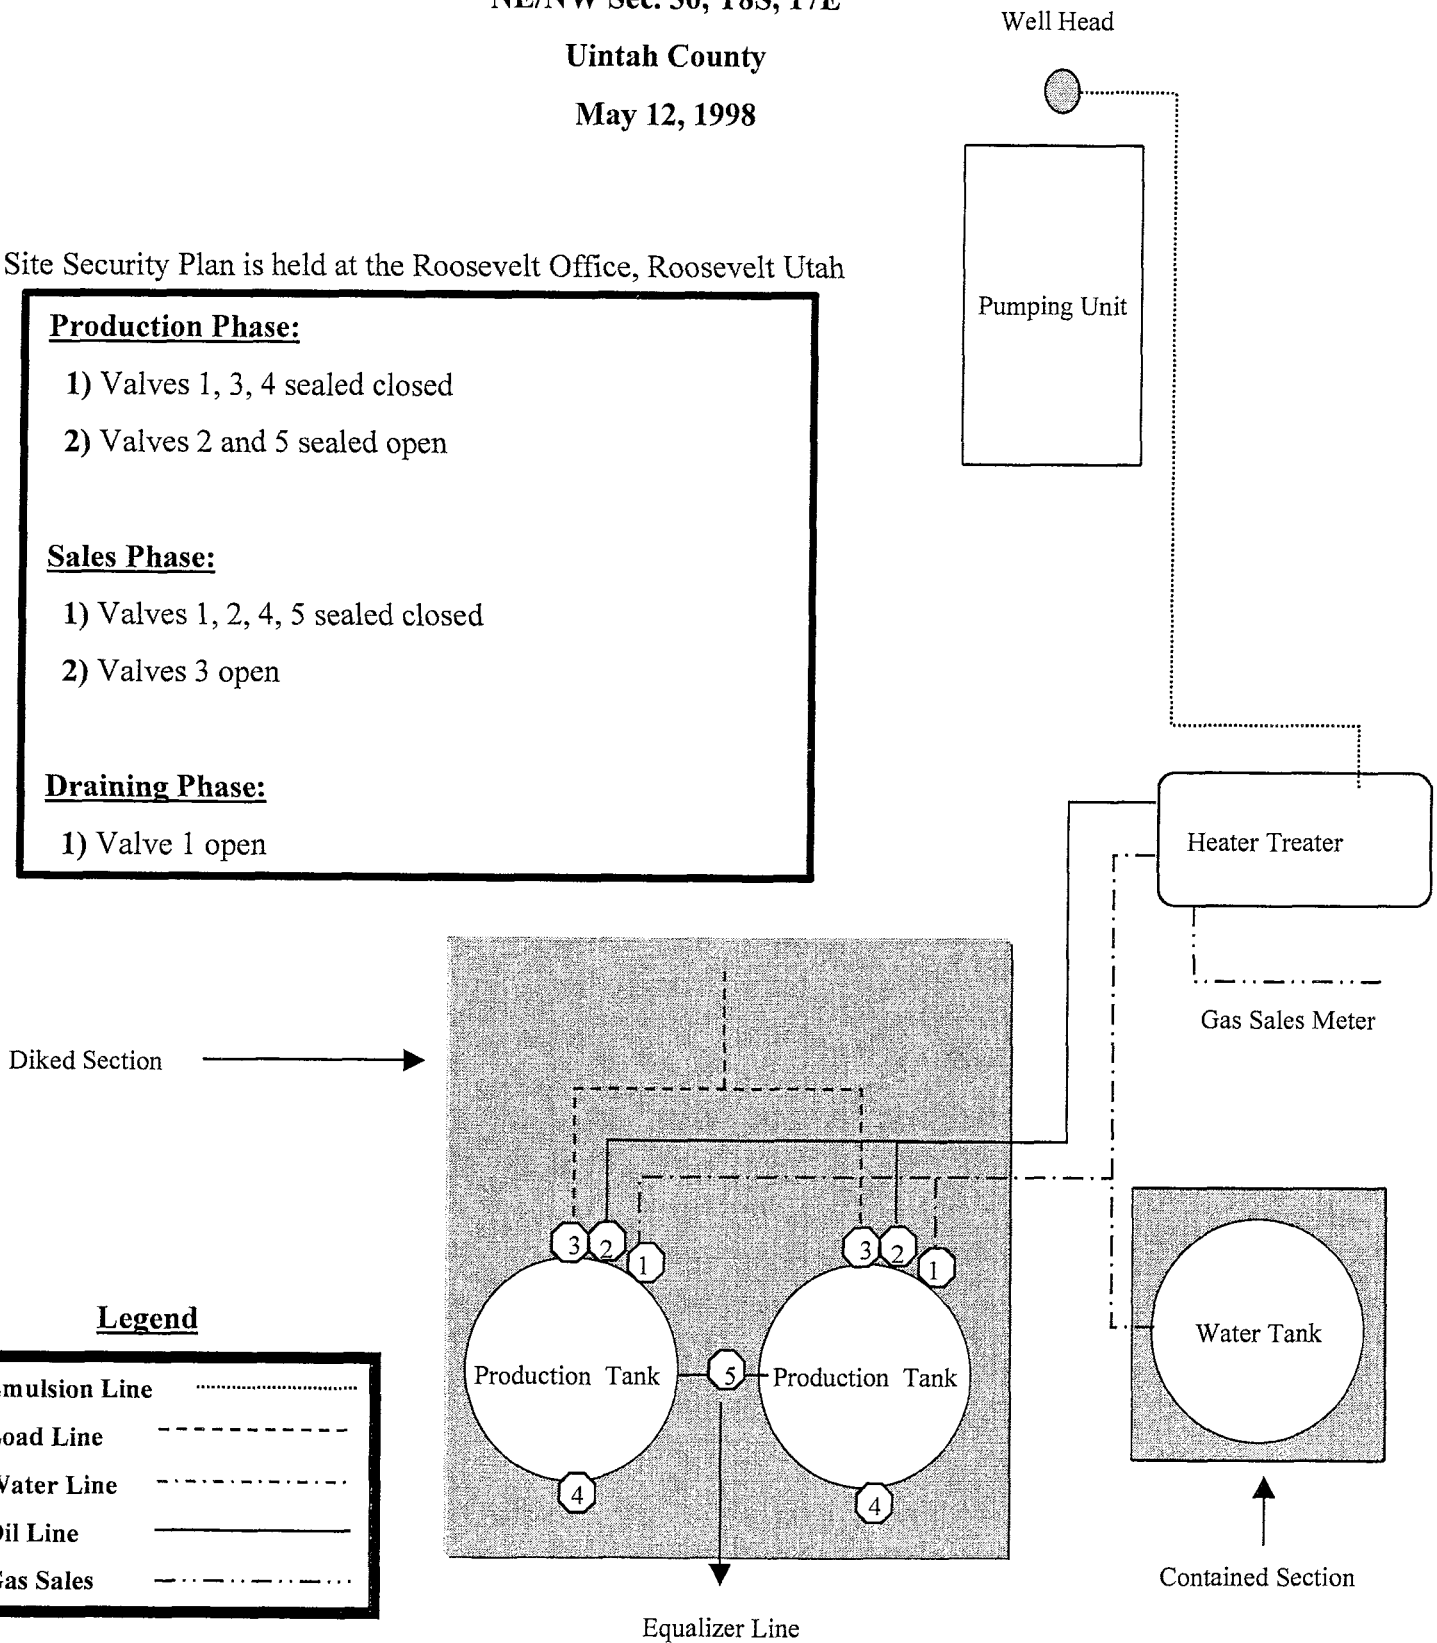 Uintah County
May 12, 1998
Well Head
Pumping Unit
Site Security Plan is held at the Roosevelt Office, Roosevelt Utah
Production Phase:
1) Valves 1, 3, 4 sealed closed
2) Valves 2 and 5 sealed open
Sales Phase:
1) Valves 1, 2, 4, 5 sealed closed
2) Valves 3 open
Draining Phase:
1) Valve 1 open
Heater Treater
Gas Sales Meter
Diked Section
3 2 1
3 2 1
Production Tank
5
Production Tank
4
4
Water Tank
Contained Section
Equalizer Line
Legend
mulsion Line
oad Line
Water Line
Oil Line
Gas Sales